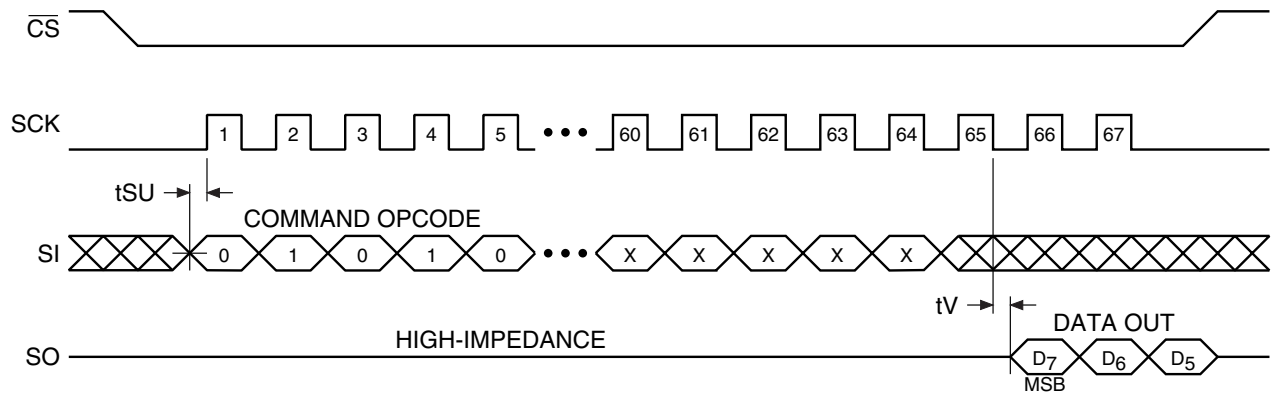 CS
SCK 1 2 3 4 5 ••• 60 61 62 63 64 65 66 67
tSU
COMMAND OPCODE
SI 0 1 0 1 0 ••• X X X X X
tV
DATA OUT
HIGH-IMPEDANCE
SO D7 D6 D5
MSB